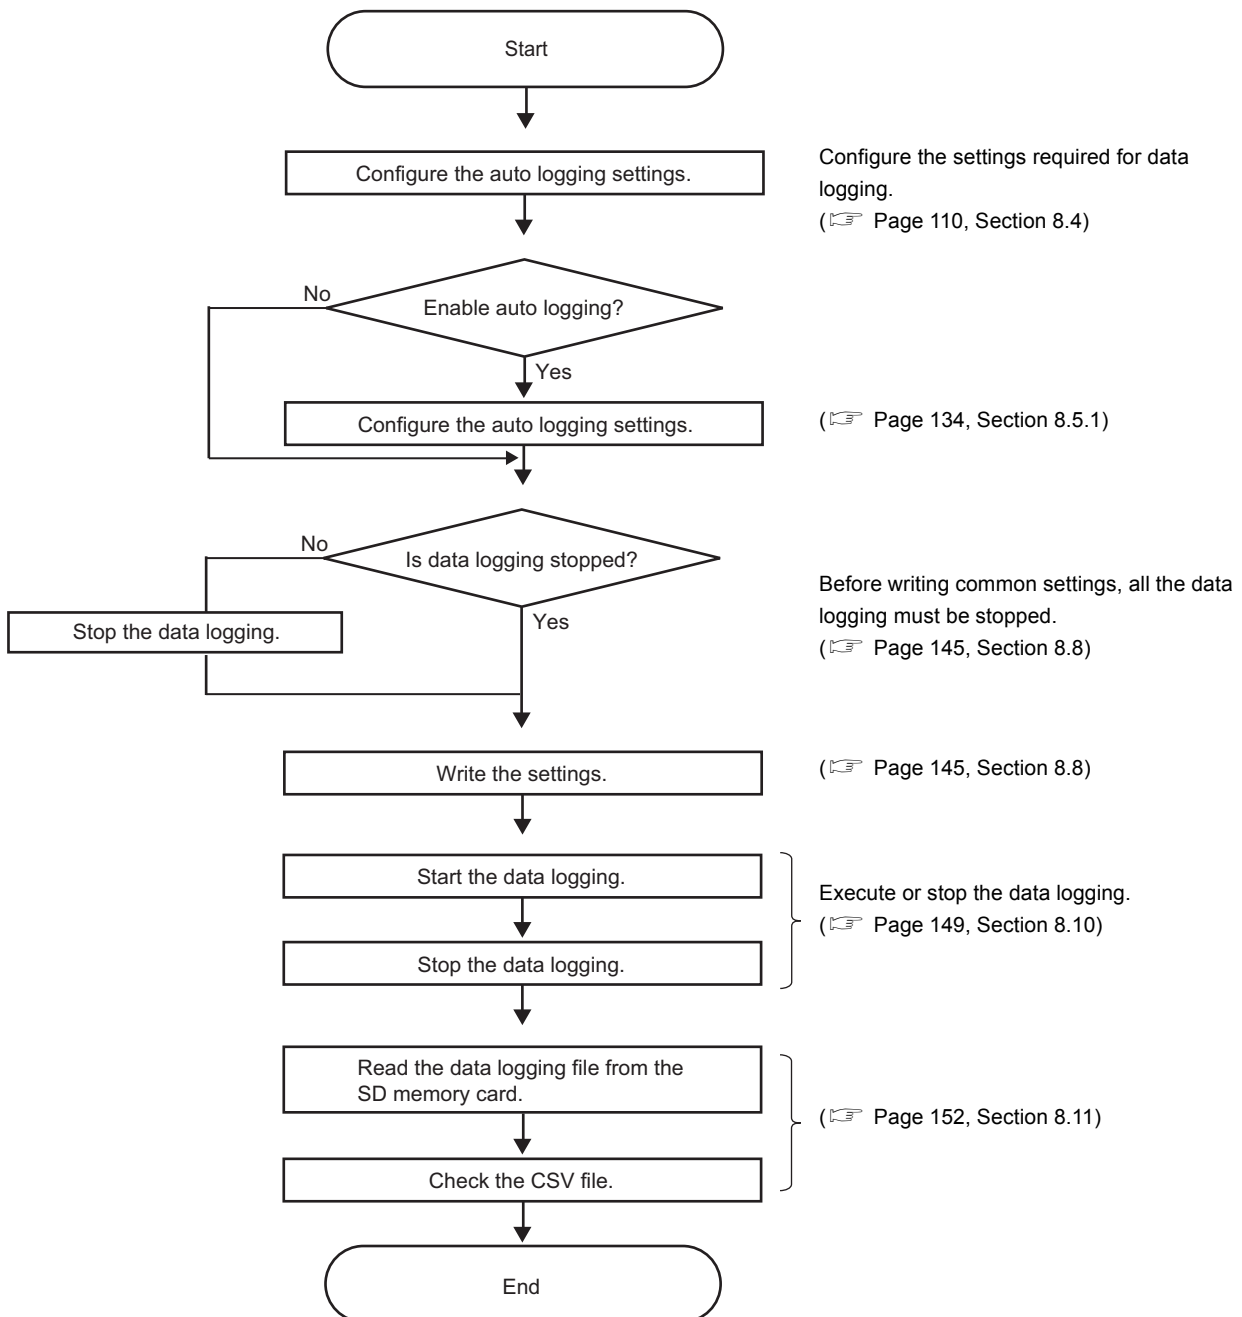 Start
Configure the auto logging settings.
Configure the settings required for data
logging.
(☞ Page 110, Section 8.4)
No
Enable auto logging?
Yes
Configure the auto logging settings.
(☞ Page 134, Section 8.5.1)
No
Is data logging stopped?
Yes
Stop the data logging.
Before writing common settings, all the data
logging must be stopped.
(☞ Page 145, Section 8.8)
Write the settings.
(☞ Page 145, Section 8.8)
Start the data logging.
Stop the data logging.
Execute or stop the data logging.
(☞ Page 149, Section 8.10)
Read the data logging file from the
SD memory card.
Check the CSV file.
(☞ Page 152, Section 8.11)
End